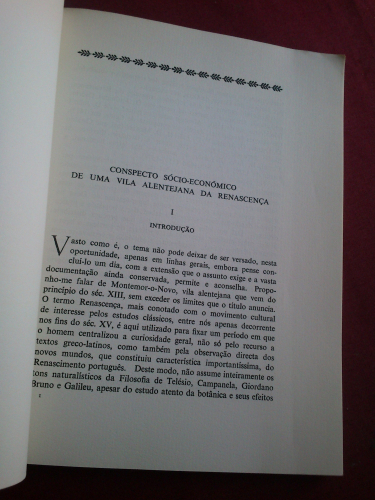 CONSPECTO SÓCIO-ECONÓMICO
DE UMA VILA ALENTEJANA DA RENASCENÇA
I
INTRODUÇÃO
Vasto como é, o tema não pode deixar de ser versado, nesta
oportunidade, apenas em linhas gerais, embora pense con-
cluí-lo um dia, com a extensão que o assunto exige e a vasta
documentação ainda conservada, permite e aconselha. Propo-
nho-me falar de Montemor-o-Novo, vila alentejana que vem do
princípio do séc. XIII, sem exceder os limites que o título anuncia.
O termo Renascença, mais conotado com o movimento cultural
de interesse pelos estudos clássicos, entre nós apenas decorrente
nos fins do séc. XV, é aqui utilizado para fixar um período em que
o homem centralizou a curiosidade geral, não só pelo recurso a
textos greco-latinos, como também pela observação directa dos
novos mundos, que constituiu característica importantíssima, do
Renascimento português. Deste modo, não assume inteiramente os
tons naturalísticos da Filosofia de Telésio, Campanela, Giordano
Bruno e Galileu, apesar do estudo atento da botânica e seus efeitos